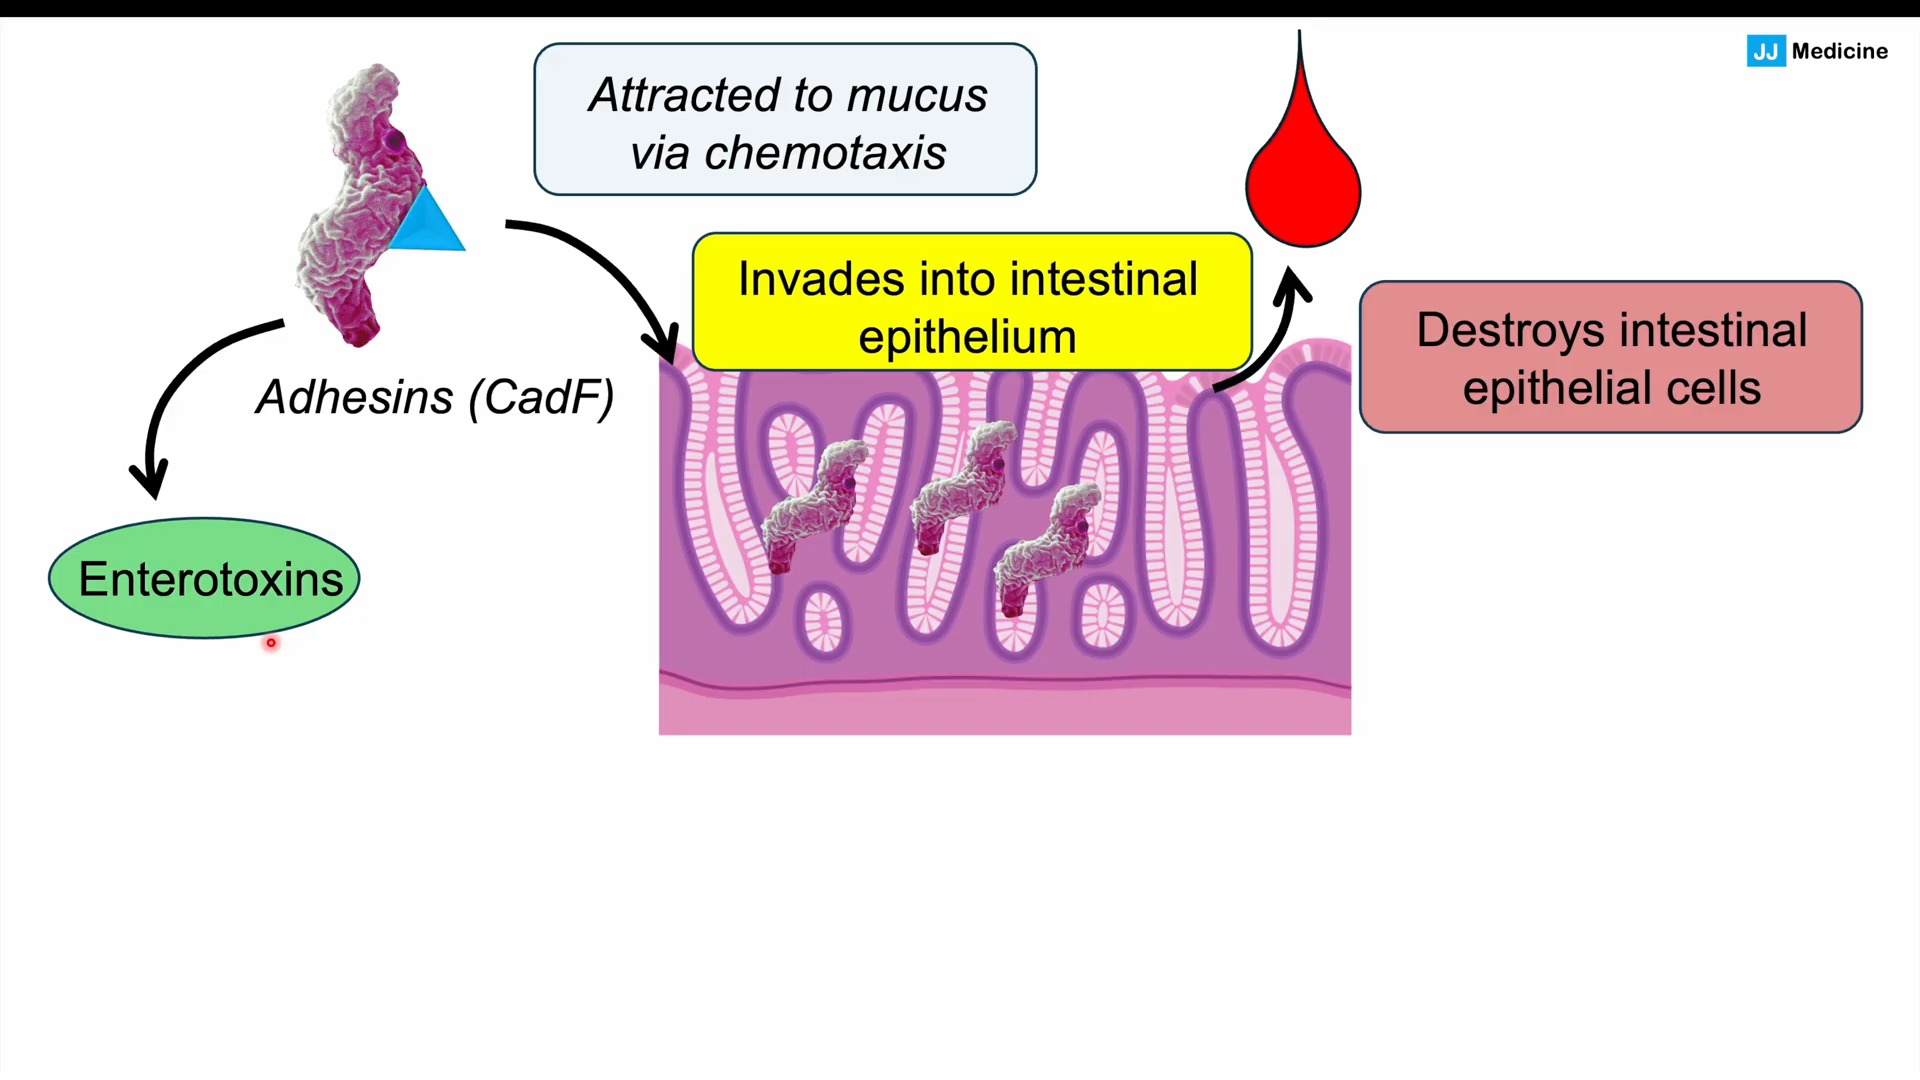 JJ Medicine
Attracted to mucus
via chemotaxis
Invades into intestinal
epithelium
Destroys intestinal
epithelial cells
Adhesins (CadF)
Enterotoxins